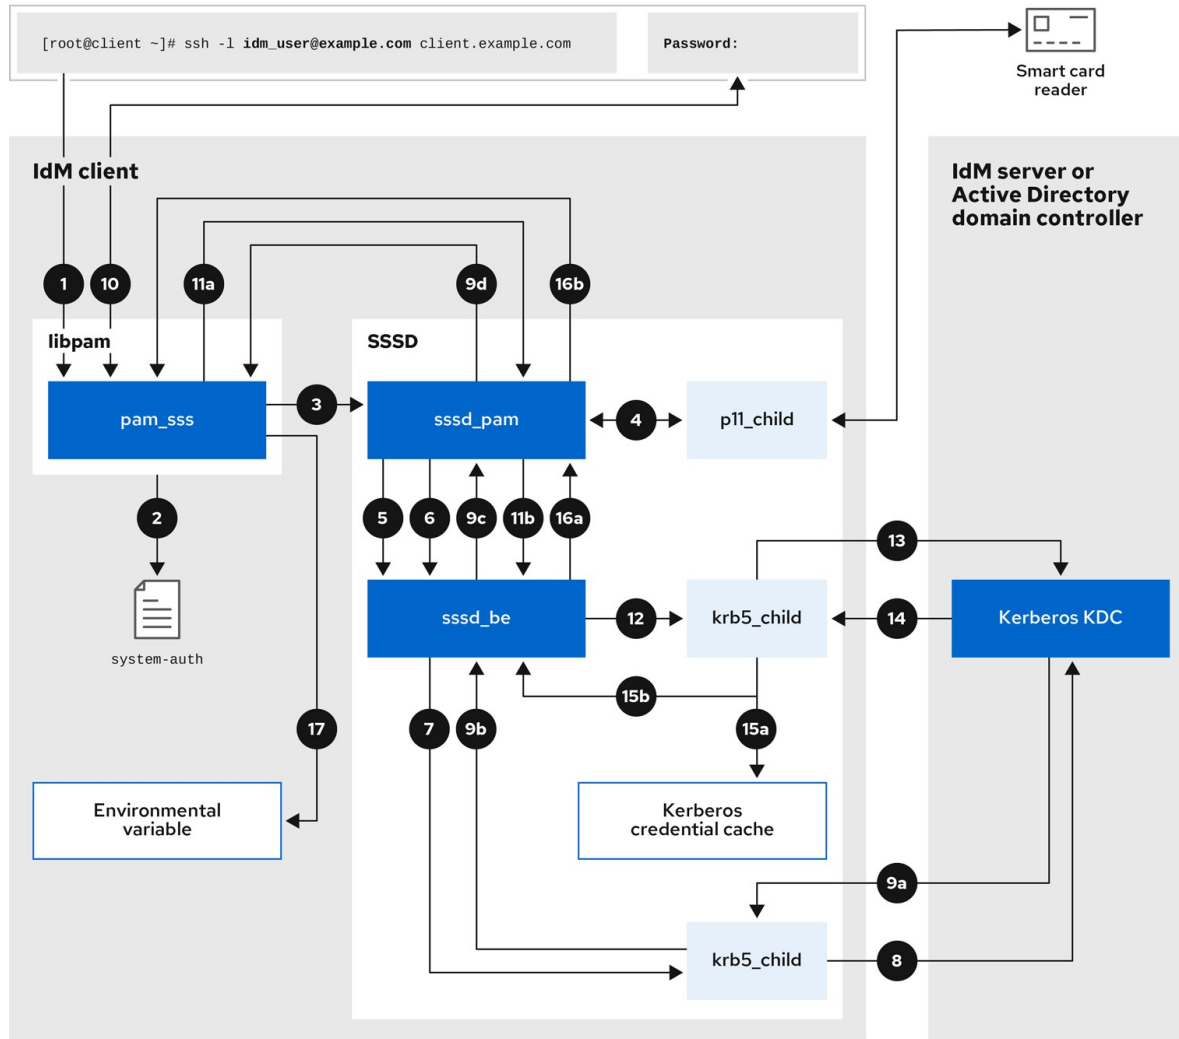 [root@client ~]# ssh -l idm_user@example.com client.example.com
Password:
Smart card
reader
IdM client
IdM server or
Active Directory
domain controller
1
10
11a
9d
16b
libpam
SSSD
pam_sss
3
sssd_pam
4
p11_child
2
5
6
9c
11b
16a
13
system-auth
sssd_be
12
krb5_child
14
Kerberos KDC
15b
17
7
9b
15a
Environmental
variable
Kerberos
credential cache
9a
krb5_child
8